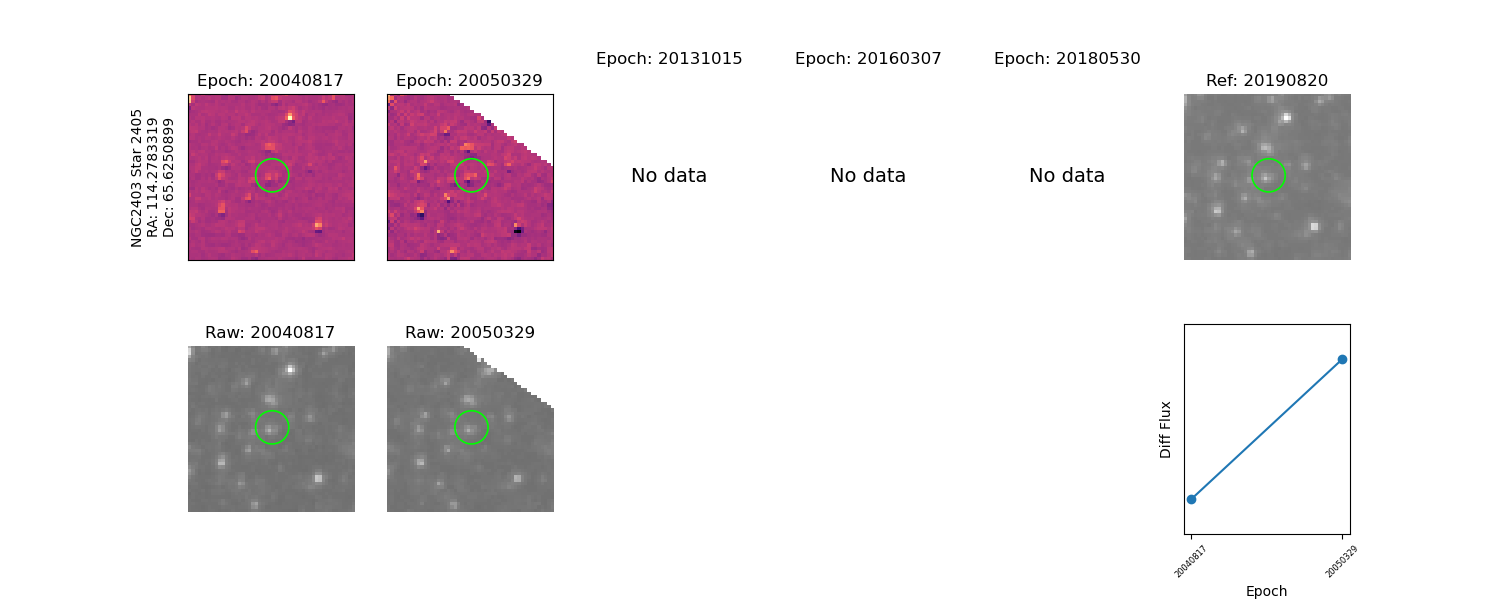 Epoch: 20040817
Epoch: 20050329
Epoch: 20131015
Epoch: 20160307
Epoch: 20180530
Ref: 20190820
NGC2403 Star 2405
RA: 114.2783319
Dec: 65.6250899
No data
No data
No data
Raw: 20040817
Raw: 20050329
Diff Flux
20040817
20050329
Epoch